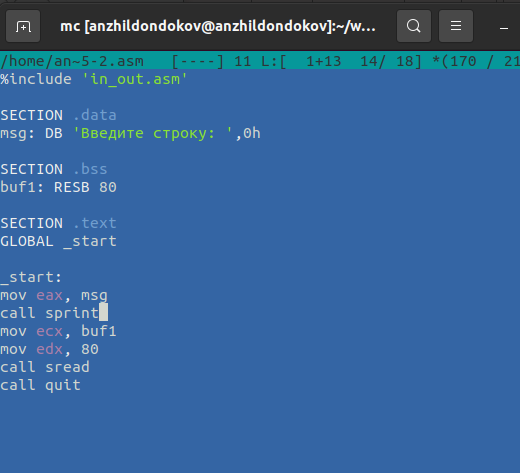 mc [anzhildondokov@anzhildondokov]:~/w...
/home/an~5-2.asm   [----] 11 L:[  1+13  14/ 18] *(170 / 21
%include 'in_out.asm'
SECTION .data
msg: DB 'Введите строку: ',0h
SECTION .bss
buf1: RESB 80
SECTION .text
GLOBAL _start
_start:
mov eax, msg
call sprint
mov ecx, buf1
mov edx, 80
call sread
call quit